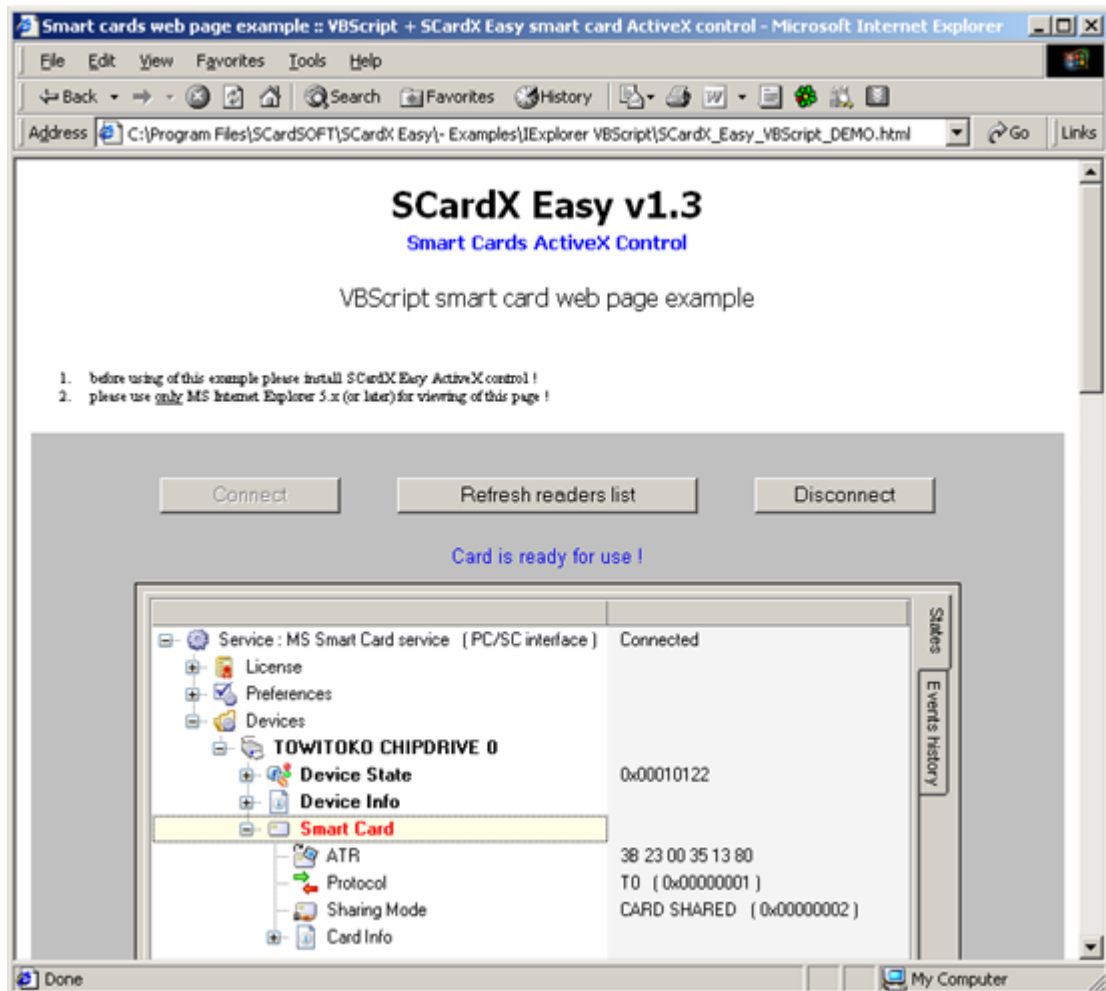 Smart cards web page example :: VBScript + SCardX Easy smart card ActiveX control - Microsoft Internet Explorer
File Edit View Favorites Tools Help
Back Search Favorites History
Address C:\Program Files\SCardSOFT\SCardX Easy\- Examples\IExplorer VBScript\SCardX_Easy_VBScript_DEMO.html Go Links
SCardX Easy v1.3
Smart Cards ActiveX Control
VBScript smart card web page example
1. before using of this example please install SCardX Easy ActiveX control !
2. please use only MS Internet Explorer 5.x (or later) for viewing of this page !
Connect Refresh readers list Disconnect
Card is ready for use !
States
Service : MS Smart Card service ( PC/SC interface ) Connected
License
Preferences
Events history
Devices
TOWITOKO CHIPDRIVE 0
Device State 0x00010122
Device Info
Smart Card
ATR 3B 23 00 35 13 80
Protocol T0 ( 0x00000001 )
Sharing Mode CARD SHARED ( 0x00000002 )
Card Info
Done My Computer